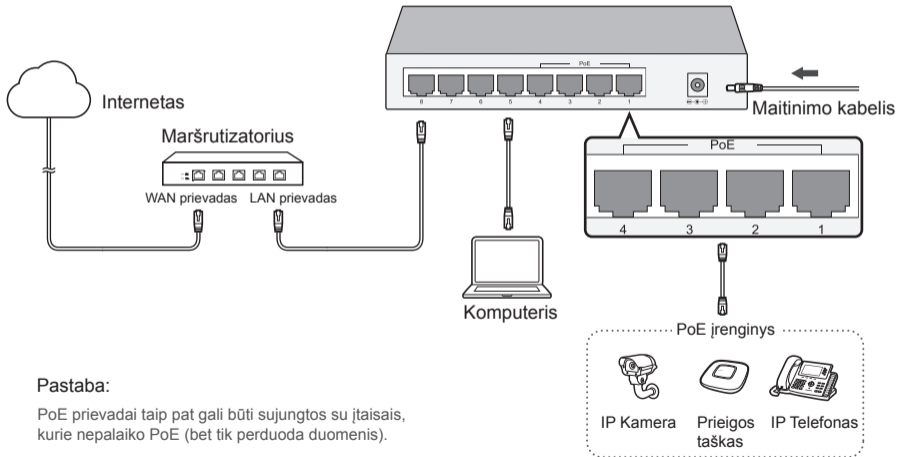 PoE
8 7 6 5 4 3 2 1
Internetas
Maitinimo kabelis
Maršrutizatorius
WAN prievadas LAN prievadas
PoE
4 3 2 1
Komputeris
PoE įrenginys
IP Kamera
Prieigos
taškas
IP Telefonas
Pastaba:
PoE prievadai taip pat gali būti sujungtos su įtaisais,
kurie nepalaiko PoE (bet tik perduoda duomenis).